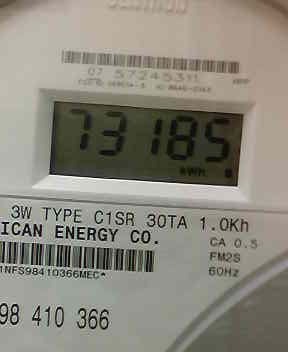 07 57245311
73185
kWH
3W TYPE C1SR 30TA 1.0Kh
ICAN ENERGY CO.
CA 0.5
FM2S
60Hz
1NFS98410366MEC*
98 410 366